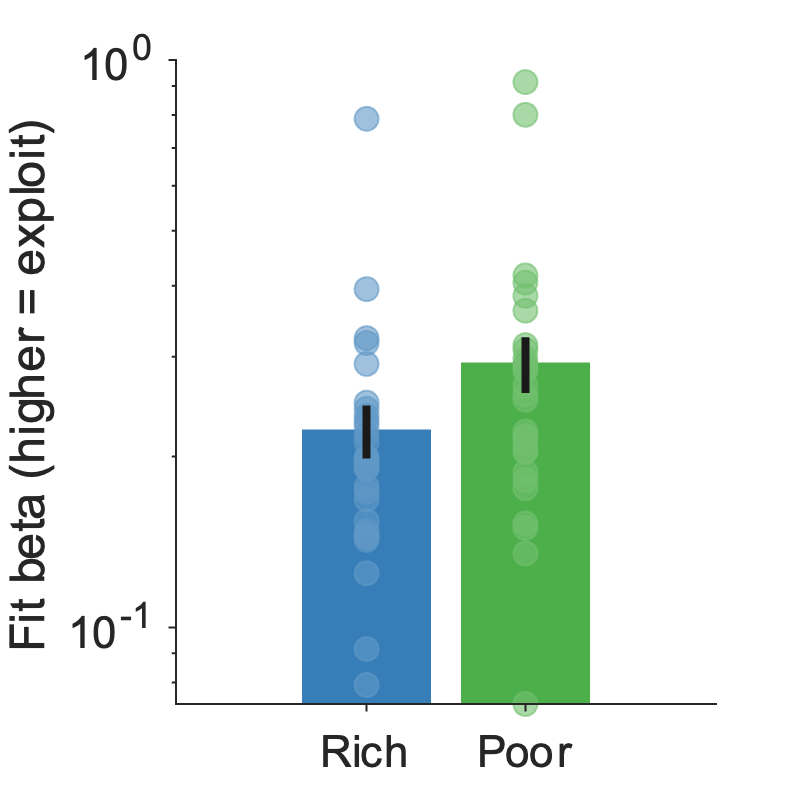 Fit beta (higher = exploit)
10^0
10^-1
Rich
Poor